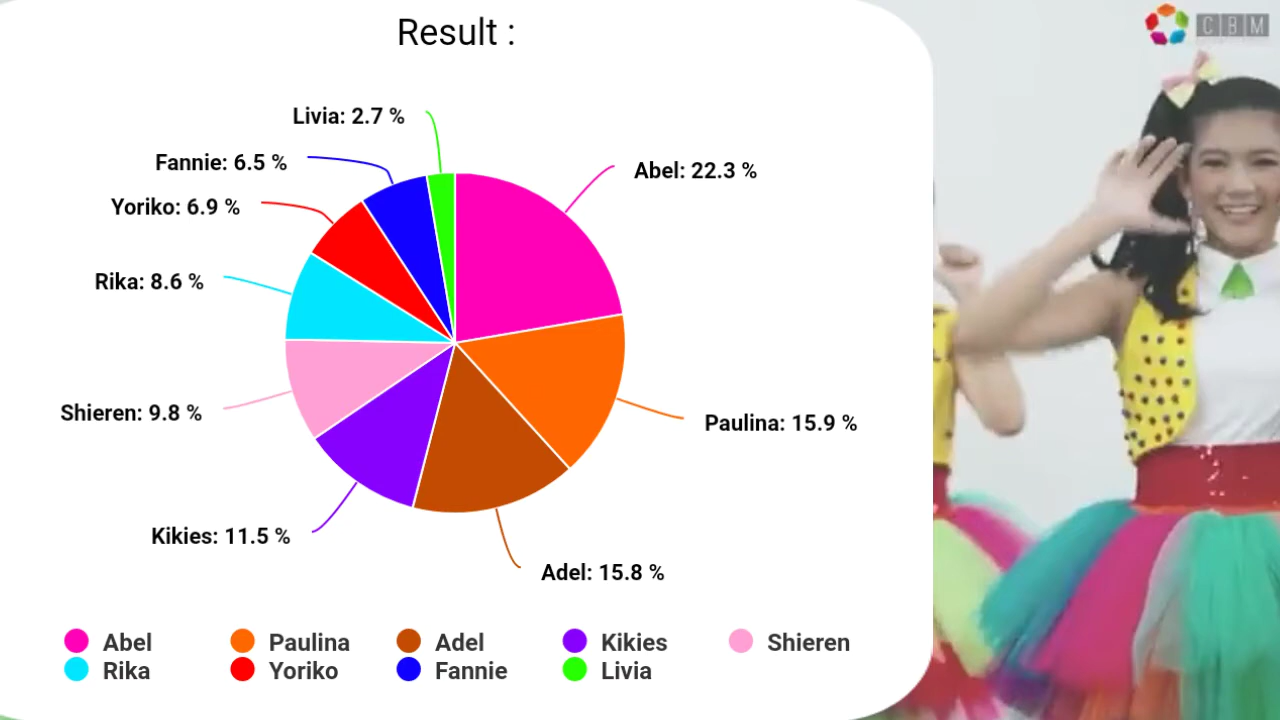 Result :
CBM
Livia: 2.7 %
Fannie: 6.5 %
Abel: 22.3 %
Yoriko: 6.9 %
Rika: 8.6 %
Shieren: 9.8 %
Paulina: 15.9 %
Kikies: 11.5 %
Adel: 15.8 %
Abel Paulina Adel Kikies Shieren
Rika Yoriko Fannie Livia